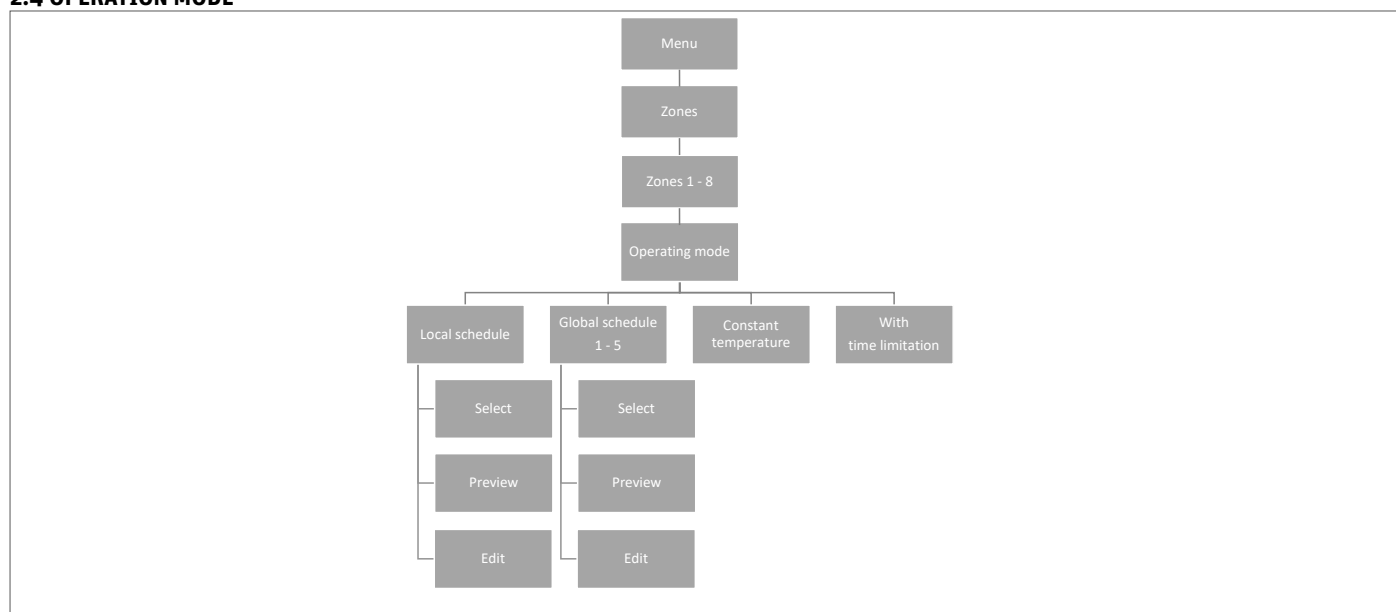 2.4 OPERATION MODE
Menu
Zones
Zones 1 - 8
Operating mode
Local schedule
Global schedule
1 - 5
Constant
temperature
With
time limitation
Select
Select
Preview
Preview
Edit
Edit